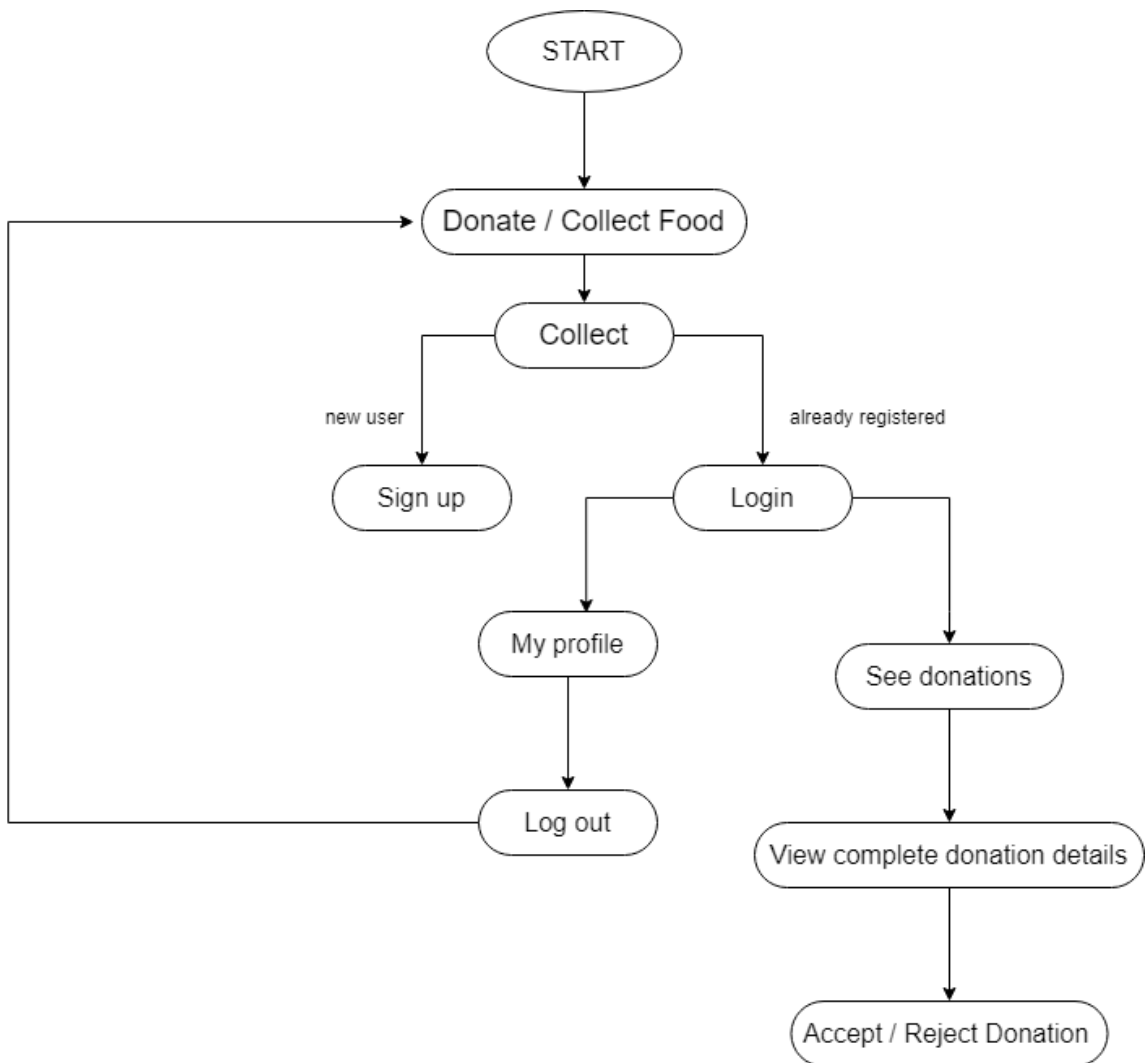 START
Donate / Collect Food
Collect
new user
already registered
Sign up
Login
My profile
See donations
Log out
View complete donation details
Accept / Reject Donation